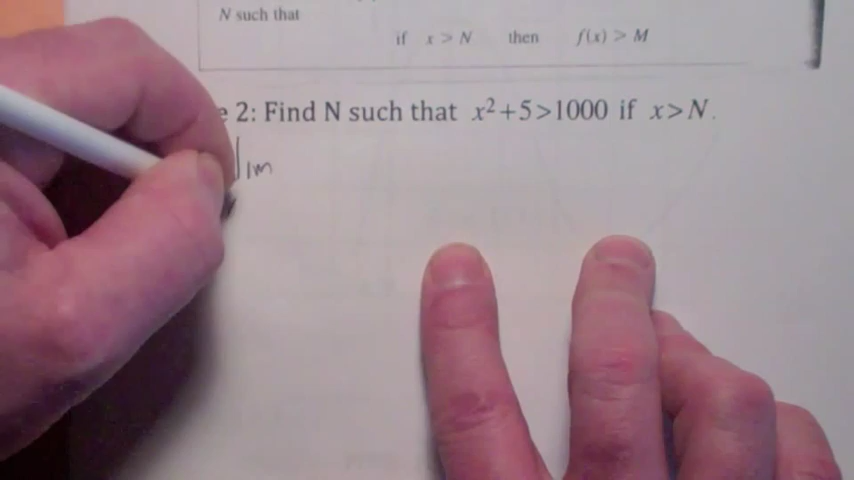 N such that
if x > N then f(x) > M
e 2: Find N such that x²+5>1000 if x>N.
lim